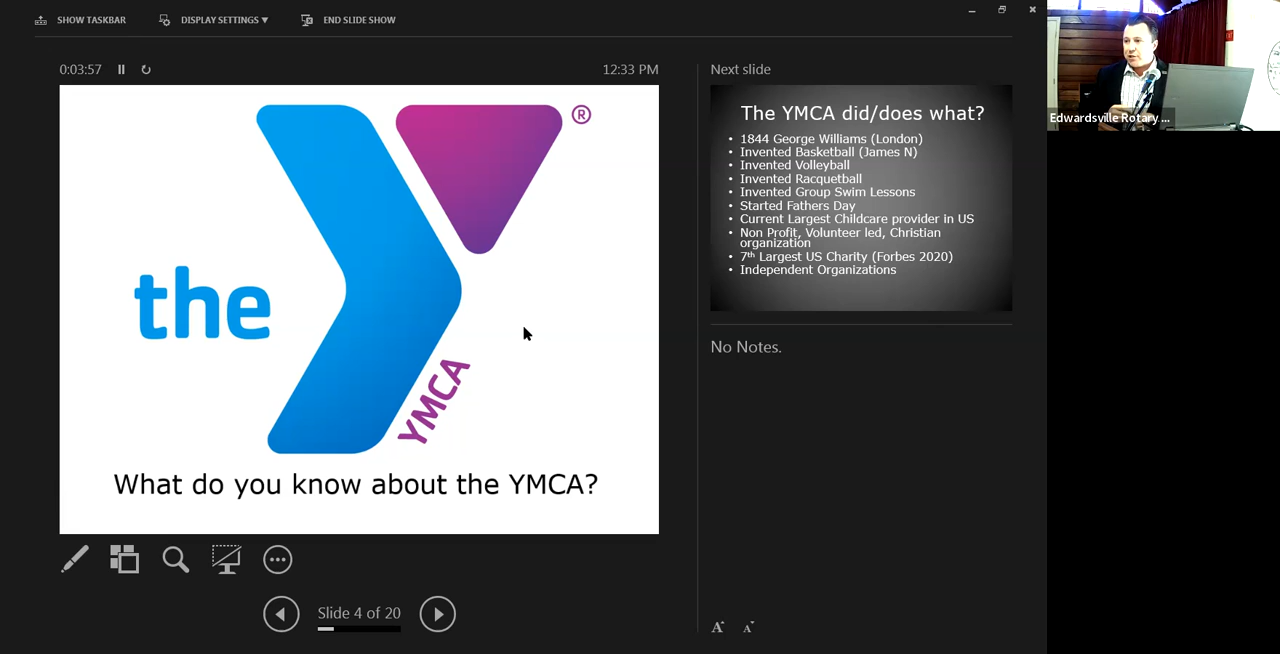 SHOW TASKBAR
DISPLAY SETTINGS ▼
END SLIDE SHOW
0:03:57
12:33 PM
the
®
YMCA
What do you know about the YMCA?
Slide 4 of 20
Next slide
The YMCA did/does what?
• 1844 George Williams (London)
• Invented Basketball (James N)
• Invented Volleyball
• Invented Racquetball
• Invented Group Swim Lessons
• Started Fathers Day
• Current Largest Childcare provider in US
• Non Profit, Volunteer led, Christian
organization
• 7th Largest US Charity (Forbes 2020)
• Independent Organizations
No Notes.
A A
Edwardsville Rotary...